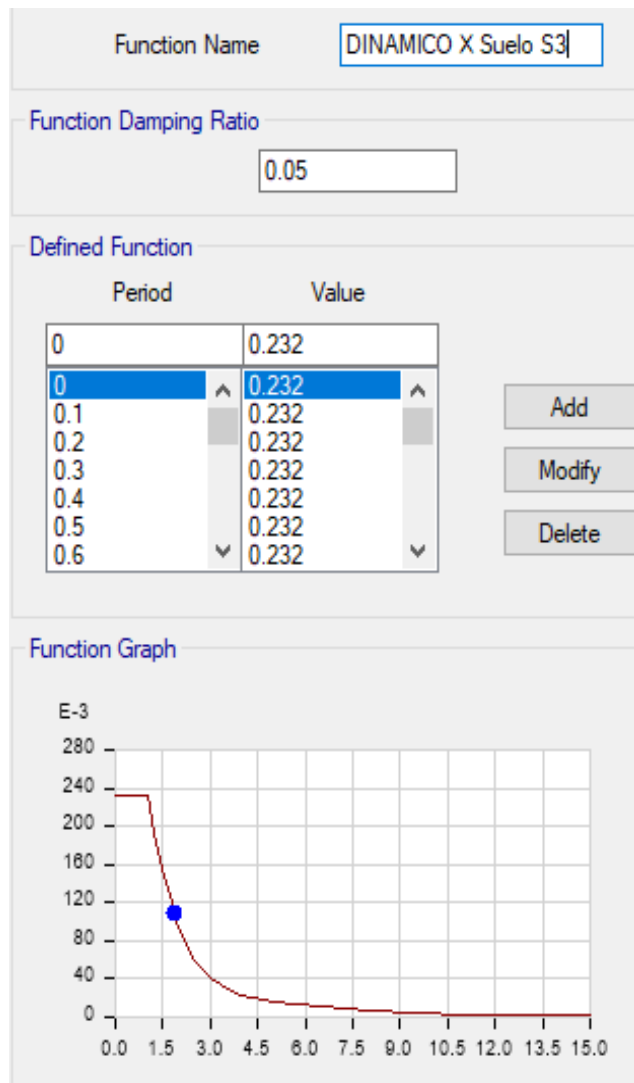 Function Name DINAMICO X Suelo S3
Function Damping Ratio
0.05
Defined Function
Period Value
0 0.232
0 0.232
0.1 0.232
0.2 0.232
0.3 0.232
0.4 0.232
0.5 0.232
0.6 0.232
Add
Modify
Delete
Function Graph
E-3
280
240
200
160
120
80
40
0
0.0 1.5 3.0 4.5 6.0 7.5 9.0 10.5 12.0 13.5 15.0